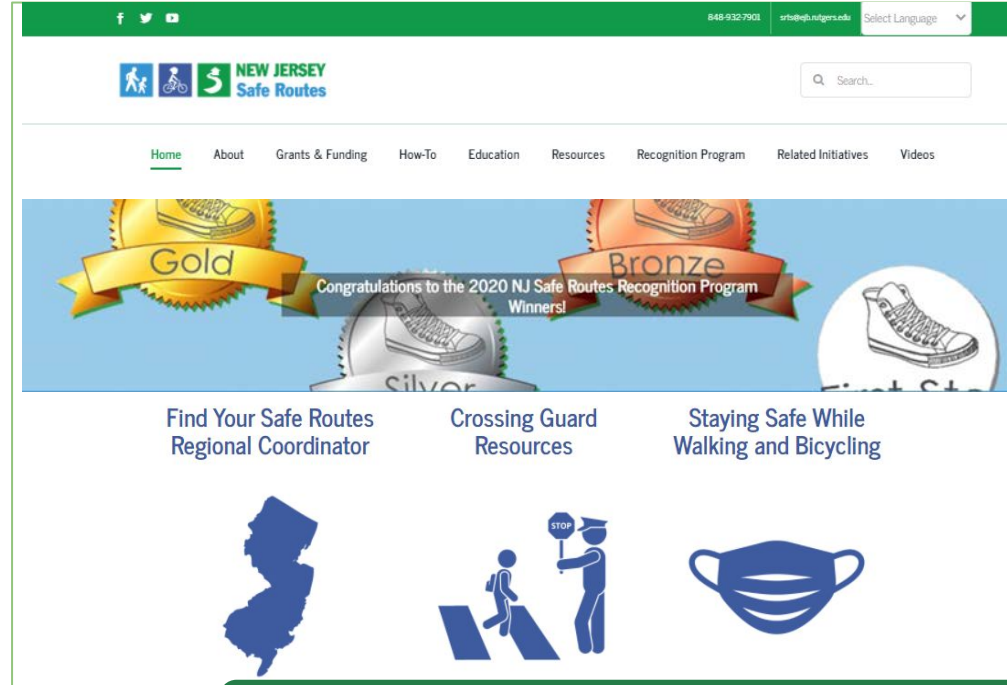 848-932-7901 srts@ejb.rutgers.edu Select Language
NEW JERSEY
Safe Routes
Search...
Home About Grants & Funding How-To Education Resources Recognition Program Related Initiatives Videos
Gold
Bronze
Congratulations to the 2020 NJ Safe Routes Recognition Program
Winners!
Silver
First Ste
Find Your Safe Routes
Regional Coordinator
Crossing Guard
Resources
Staying Safe While
Walking and Bicycling
STOP